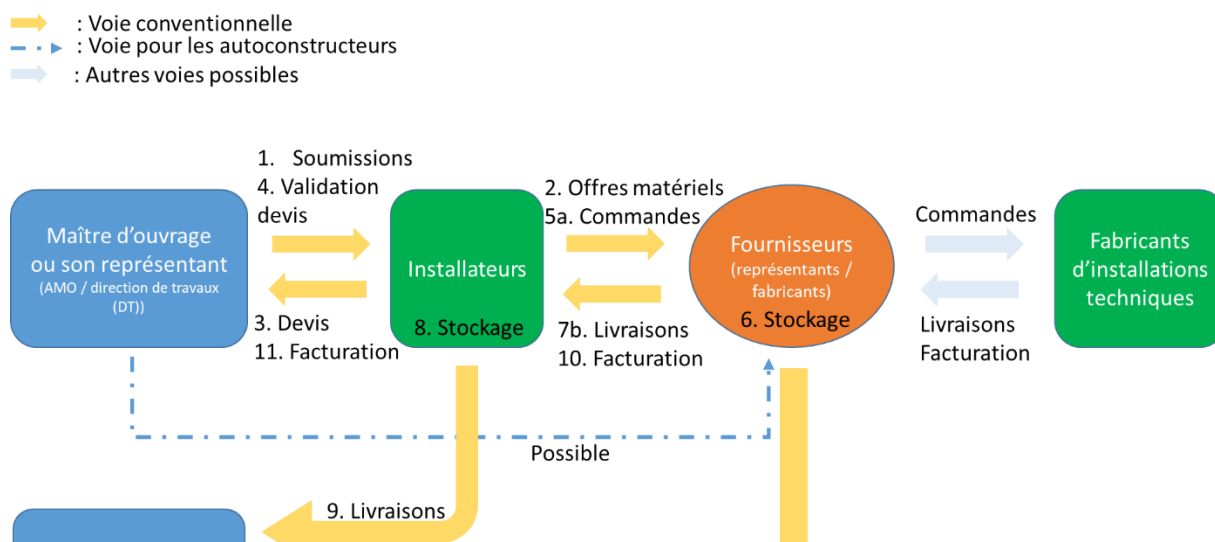 : Voie conventionnelle
: Voie pour les autoconstructeurs
: Autres voies possibles
1. Soumissions
4. Validation
devis
2. Offres matériels
5a. Commandes
Commandes
Maître d'ouvrage
ou son représentant
(AMO / direction de travaux
(DT))
Installateurs
8. Stockage
Fournisseurs
(représentants /
fabricants)
6. Stockage
Fabricants
d'installations
techniques
3. Devis
11. Facturation
7b. Livraisons
10. Facturation
Livraisons
Facturation
Possible
9. Livraisons